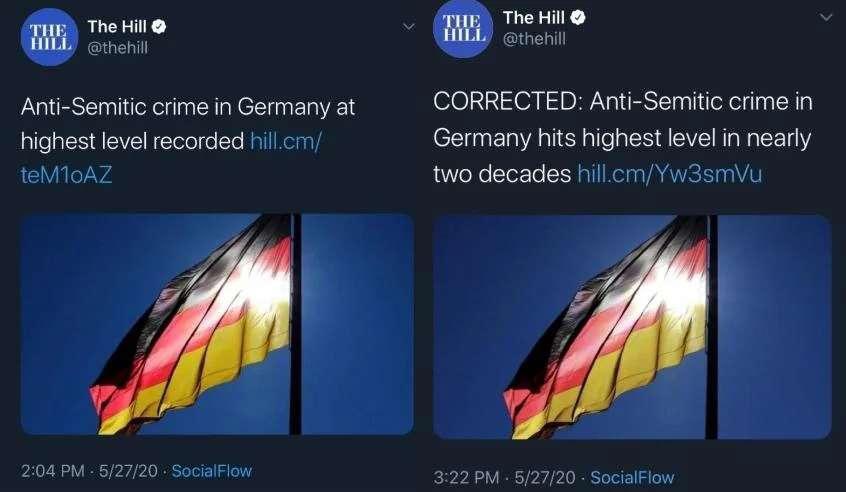 THE
HILL
The Hill
@thehill
Anti-Semitic crime in Germany at
highest level recorded hill.cm/
teM1oAZ
2:04 PM · 5/27/20 · SocialFlow
THE
HILL
The Hill
@thehill
CORRECTED: Anti-Semitic crime in
Germany hits highest level in nearly
two decades hill.cm/Yw3smVu
3:22 PM · 5/27/20 · SocialFlow